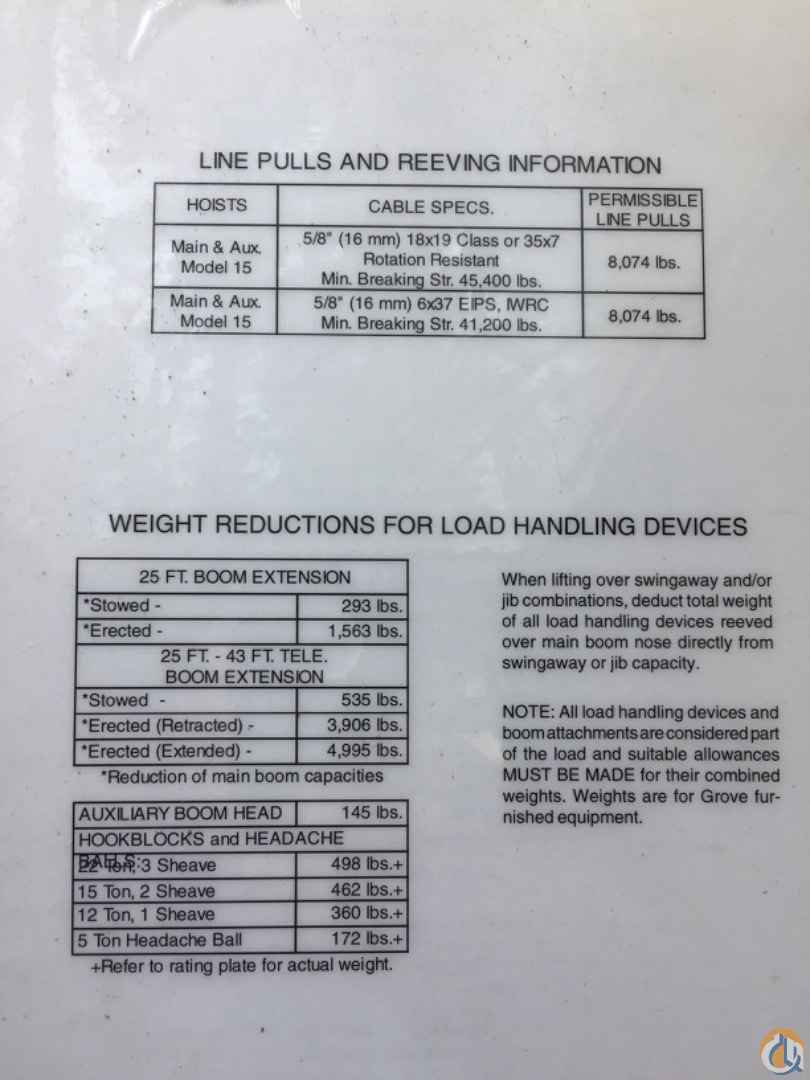 LINE PULLS AND REEVING INFORMATION
HOISTS
CABLE SPECS.
PERMISSIBLE
LINE PULLS
Main & Aux.
Model 15
5/8" (16 mm) 18x19 Class or 35x7
Rotation Resistant
Min. Breaking Str. 45,400 lbs.
8,074 lbs.
Main & Aux.
Model 15
5/8" (16 mm) 6x37 EIPS, IWRC
Min. Breaking Str. 41,200 lbs.
8,074 lbs.
WEIGHT REDUCTIONS FOR LOAD HANDLING DEVICES
25 FT. BOOM EXTENSION
*Stowed - 293 lbs.
*Erected - 1,563 lbs.
25 FT. - 43 FT. TELE.
BOOM EXTENSION
*Stowed - 535 lbs.
*Erected (Retracted) - 3,906 lbs.
*Erected (Extended) - 4,995 lbs.
*Reduction of main boom capacities
AUXILIARY BOOM HEAD 145 lbs.
HOOKBLOCKS and HEADACHE
BALLS:
22 Ton, 3 Sheave 498 lbs.+
15 Ton, 2 Sheave 462 lbs.+
12 Ton, 1 Sheave 360 lbs.+
5 Ton Headache Ball 172 lbs.+
+Refer to rating plate for actual weight.
When lifting over swingaway and/or
jib combinations, deduct total weight
of all load handling devices reeved
over main boom nose directly from
swingaway or jib capacity.
NOTE: All load handling devices and
boom attachments are considered part
of the load and suitable allowances
MUST BE MADE for their combined
weights. Weights are for Grove fur-
nished equipment.